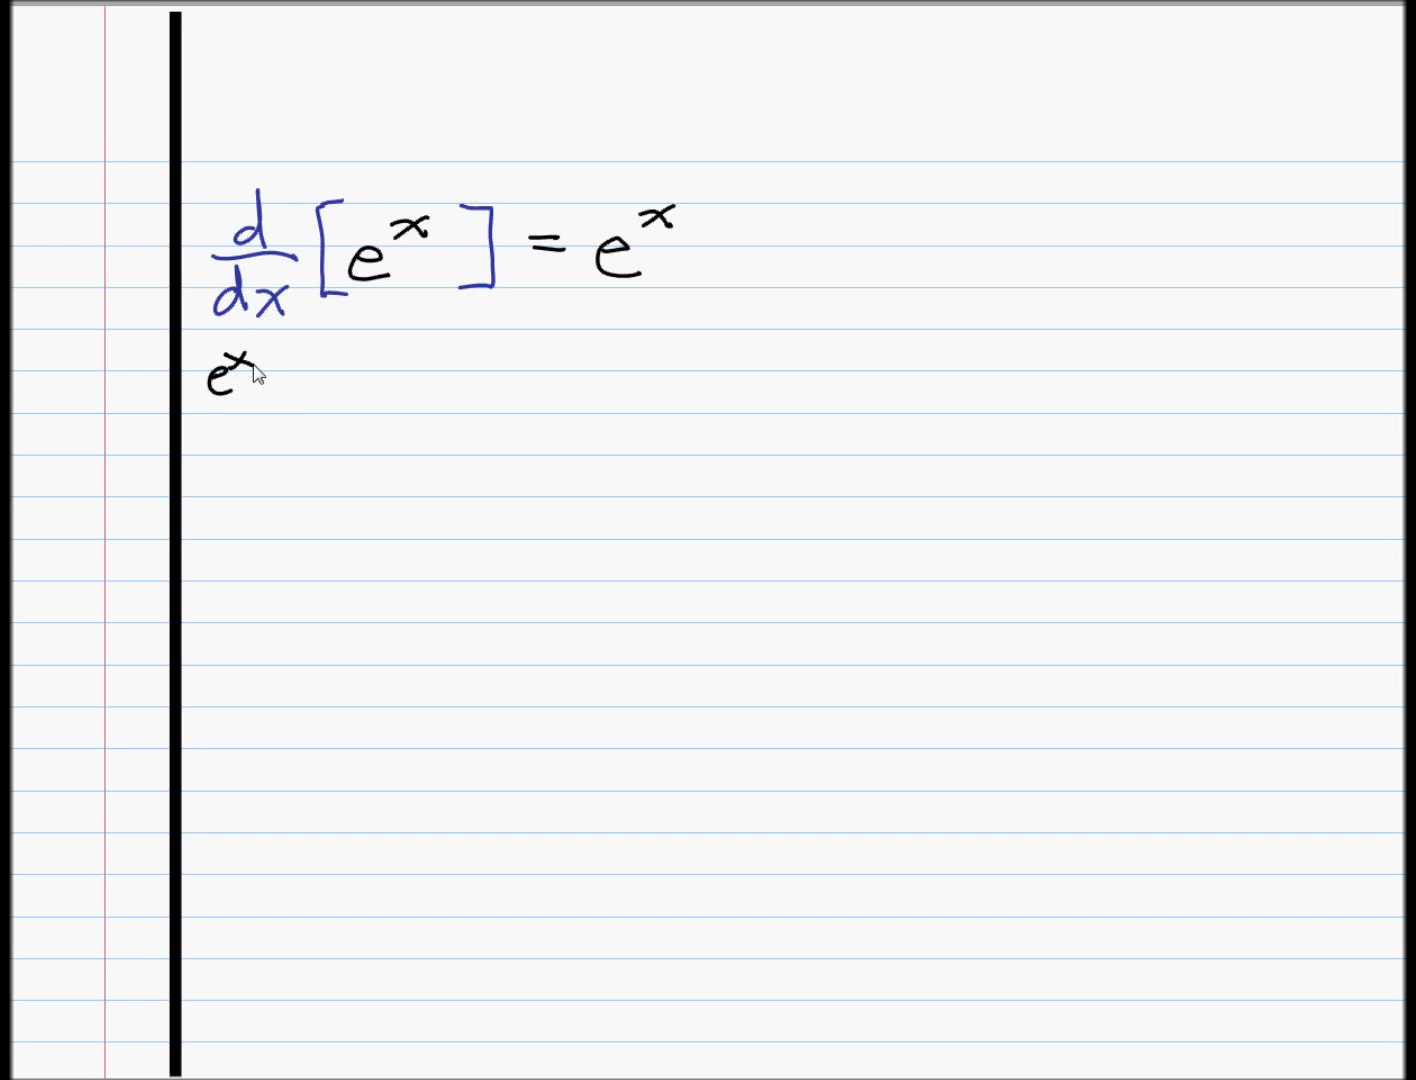 d/dx [e^x] = e^x
e^x